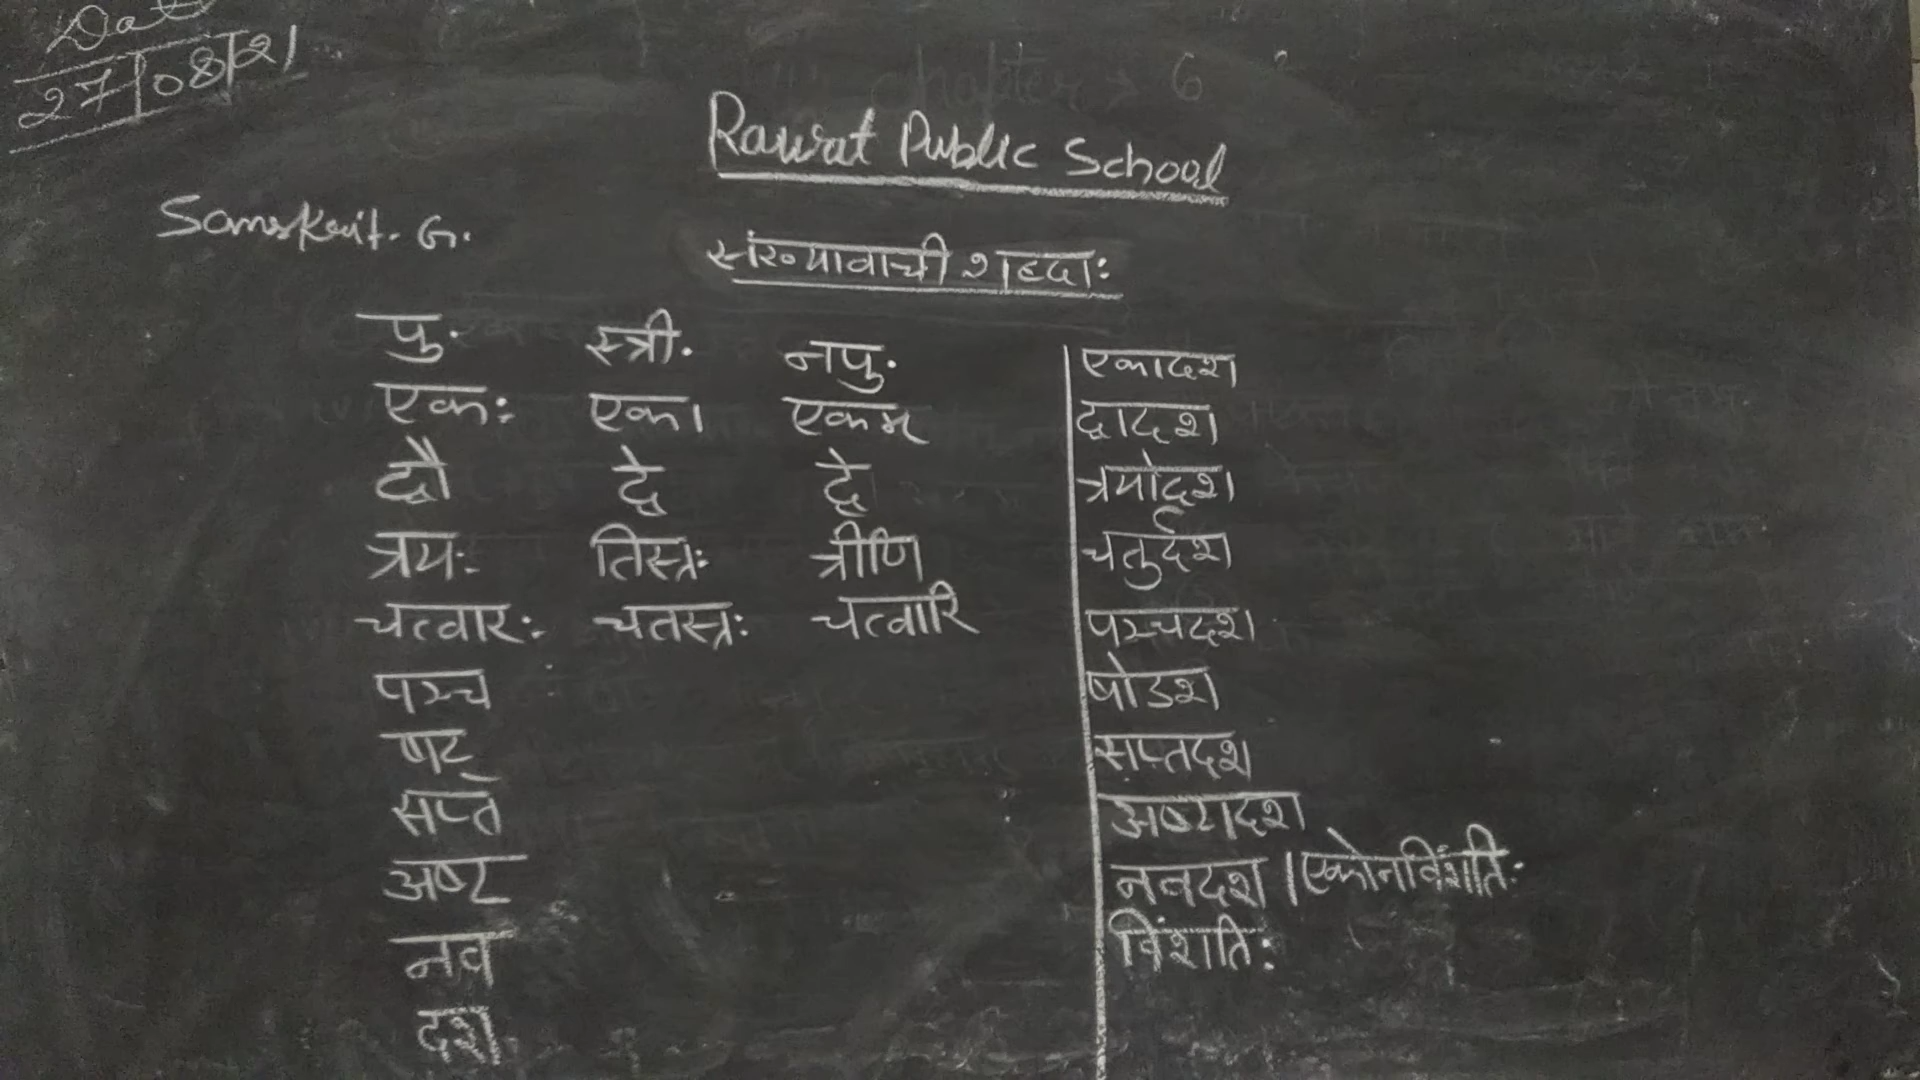 Date
27/08/21
Chapter → 6
Rawat Public School
Samskrit. G.
संख्यावाची शब्दाः
पु. स्त्री. नपु.
एकः एका एकम्
द्वौ द्वे द्वे
त्रयः तिस्त्रः त्रीणि
चत्वारः चतस्त्रः चत्वारि
पञ्च
षट्
सप्त
अष्ट
नव
दश
एकादश
द्वादश
त्रयोदश
चतुर्दश
पञ्चदश
षोडश
सप्तदश
अष्टादश
नवदश / एकोनविंशतिः
विंशतिः